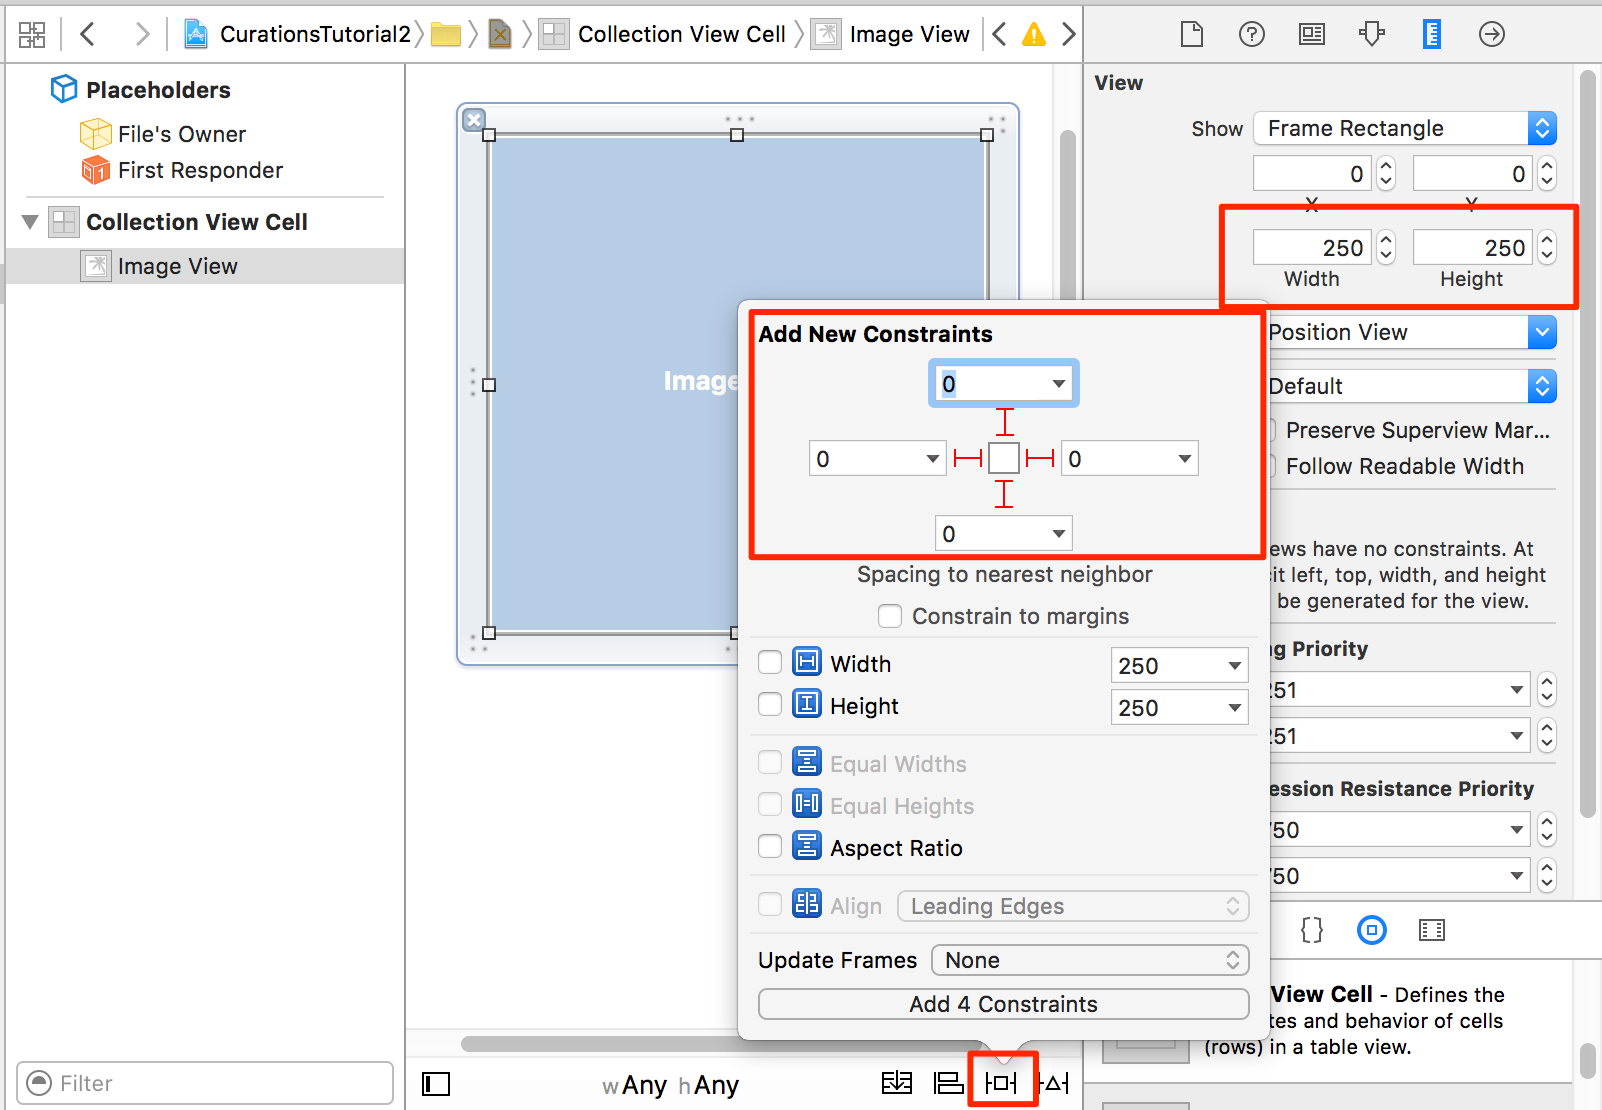 CurationsTutorial2 Collection View Cell Image View
Placeholders
File's Owner
First Responder
Collection View Cell
Image View
Filter
Image
w Any h Any
View
Show Frame Rectangle
0 0
X Y
250 250
Width Height
Position View
Default
Preserve Superview Mar...
Follow Readable Width
ews have no constraints. At
it left, top, width, and height
be generated for the view.
g Priority
251
251
ession Resistance Priority
750
750
Add New Constraints
0
0 0
0
Spacing to nearest neighbor
Constrain to margins
Width 250
Height 250
Equal Widths
Equal Heights
Aspect Ratio
Align Leading Edges
Update Frames None
Add 4 Constraints
{}
View Cell - Defines the
tes and behavior of cells
(rows) in a table view.